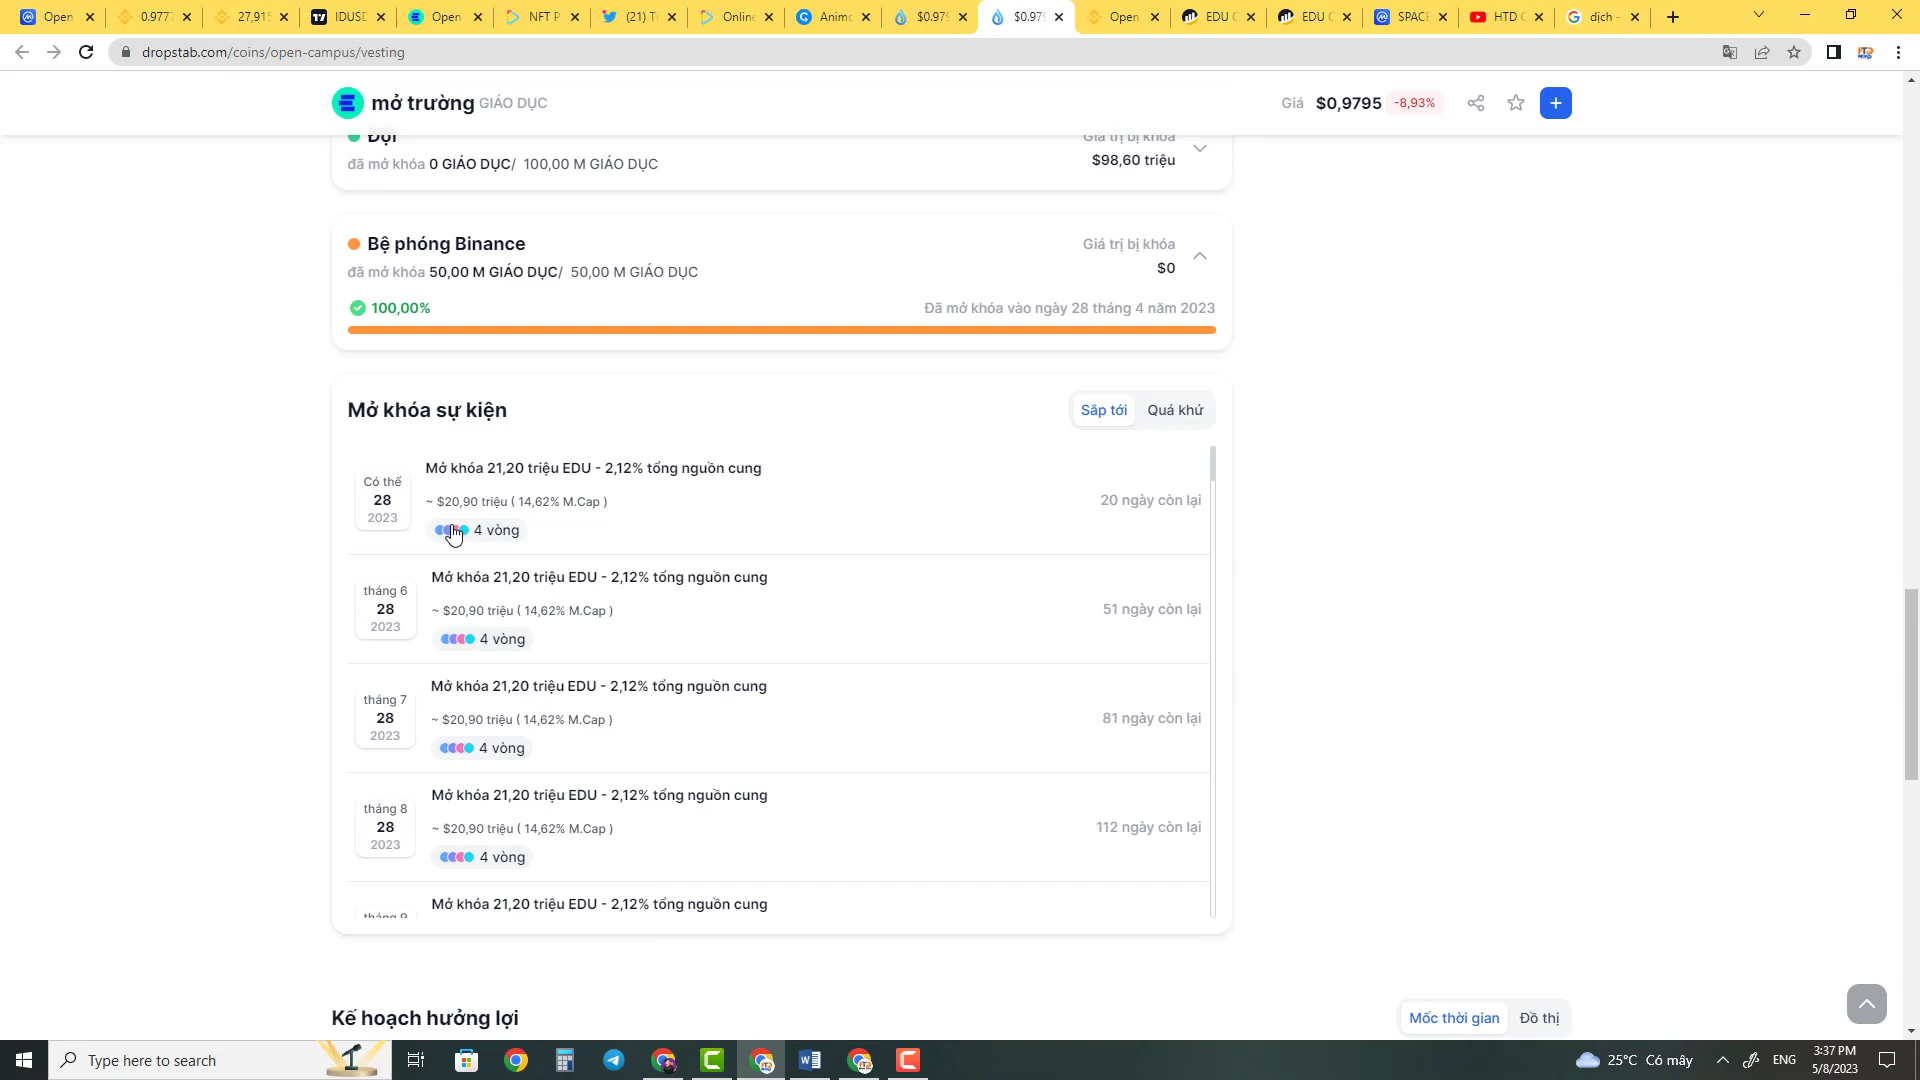 Open
0.9777
27,915
IDUSD
Open
NFT P
(21) T
Online
Animo
$0.979
$0.979
Open
EDU C
EDU C
SPACE
HTD C
dịch -
dropstab.com/coins/open-campus/vesting
mở trường GIÁO DỤC
Giá $0,9795 -8,93%
Đội
Giá trị bị khóa
đã mở khóa 0 GIÁO DỤC/ 100,00 M GIÁO DỤC
$98,60 triệu
Bệ phóng Binance
Giá trị bị khóa
đã mở khóa 50,00 M GIÁO DỤC/ 50,00 M GIÁO DỤC
$0
100,00%
Đã mở khóa vào ngày 28 tháng 4 năm 2023
Mở khóa sự kiện
Sắp tới Quá khứ
Có thể
28
2023
Mở khóa 21,20 triệu EDU - 2,12% tổng nguồn cung
~ $20,90 triệu ( 14,62% M.Cap )
4 vòng
20 ngày còn lại
tháng 6
28
2023
Mở khóa 21,20 triệu EDU - 2,12% tổng nguồn cung
~ $20,90 triệu ( 14,62% M.Cap )
4 vòng
51 ngày còn lại
tháng 7
28
2023
Mở khóa 21,20 triệu EDU - 2,12% tổng nguồn cung
~ $20,90 triệu ( 14,62% M.Cap )
4 vòng
81 ngày còn lại
tháng 8
28
2023
Mở khóa 21,20 triệu EDU - 2,12% tổng nguồn cung
~ $20,90 triệu ( 14,62% M.Cap )
4 vòng
112 ngày còn lại
tháng 9
Mở khóa 21,20 triệu EDU - 2,12% tổng nguồn cung
Kế hoạch hưởng lợi
Mốc thời gian Đồ thị
Type here to search
25°C Có mây
ENG
3:37 PM
5/8/2023